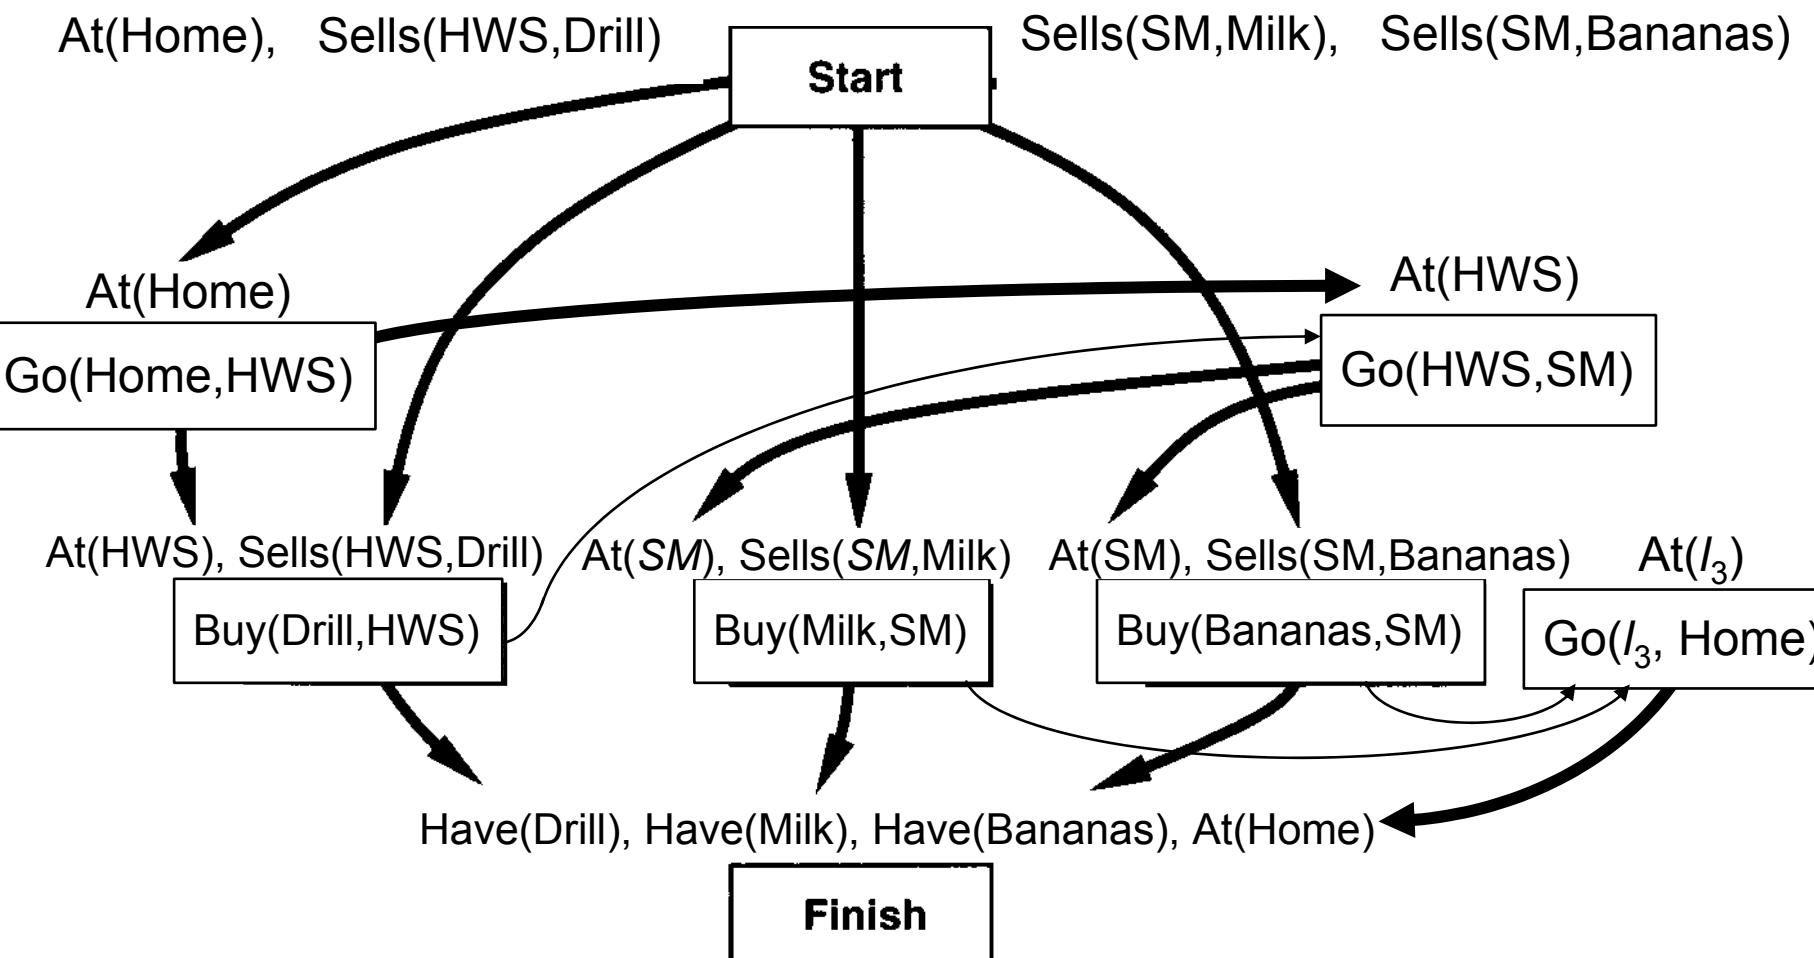 At(Home), Sells(HWS,Drill)
Start
Sells(SM,Milk), Sells(SM,Bananas)
At(Home)
Go(Home,HWS)
At(HWS)
Go(HWS,SM)
At(HWS), Sells(HWS,Drill)
Buy(Drill,HWS)
At(SM), Sells(SM,Milk)
Buy(Milk,SM)
At(SM), Sells(SM,Bananas)
Buy(Bananas,SM)
At(l₃)
Go(l₃, Home)
Have(Drill), Have(Milk), Have(Bananas), At(Home)
Finish